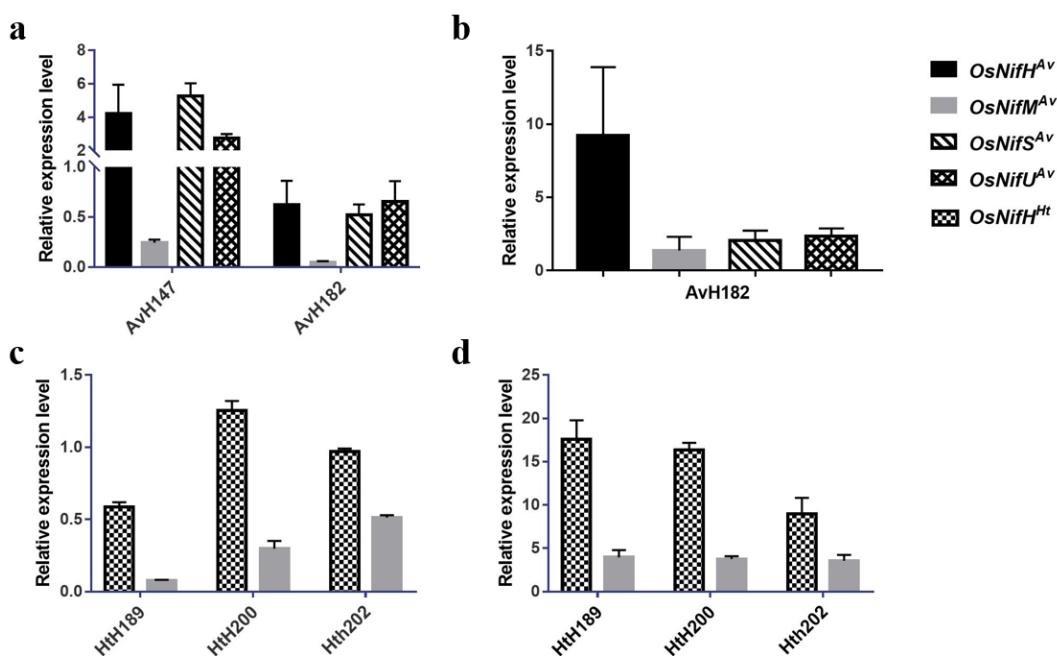 a
Relative expression level
8
6
4
2
1.0
0.5
0.0
AvH147
AvH182
b
Relative expression level
15
10
5
0
AvH182
OsNifH^Av
OsNifM^Av
OsNifS^Av
OsNifU^Av
OsNifH^Ht
c
Relative expression level
1.5
1.0
0.5
0.0
HtH189
HtH200
Hth202
d
Relative expression level
25
20
15
10
5
0
HtH189
HtH200
Hth202